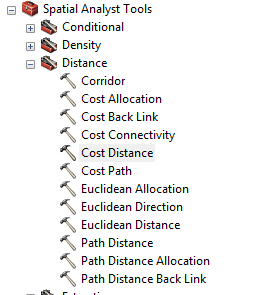 Spatial Analyst Tools
Conditional
Density
Distance
Corridor
Cost Allocation
Cost Back Link
Cost Connectivity
Cost Distance
Cost Path
Euclidean Allocation
Euclidean Direction
Euclidean Distance
Path Distance
Path Distance Allocation
Path Distance Back Link